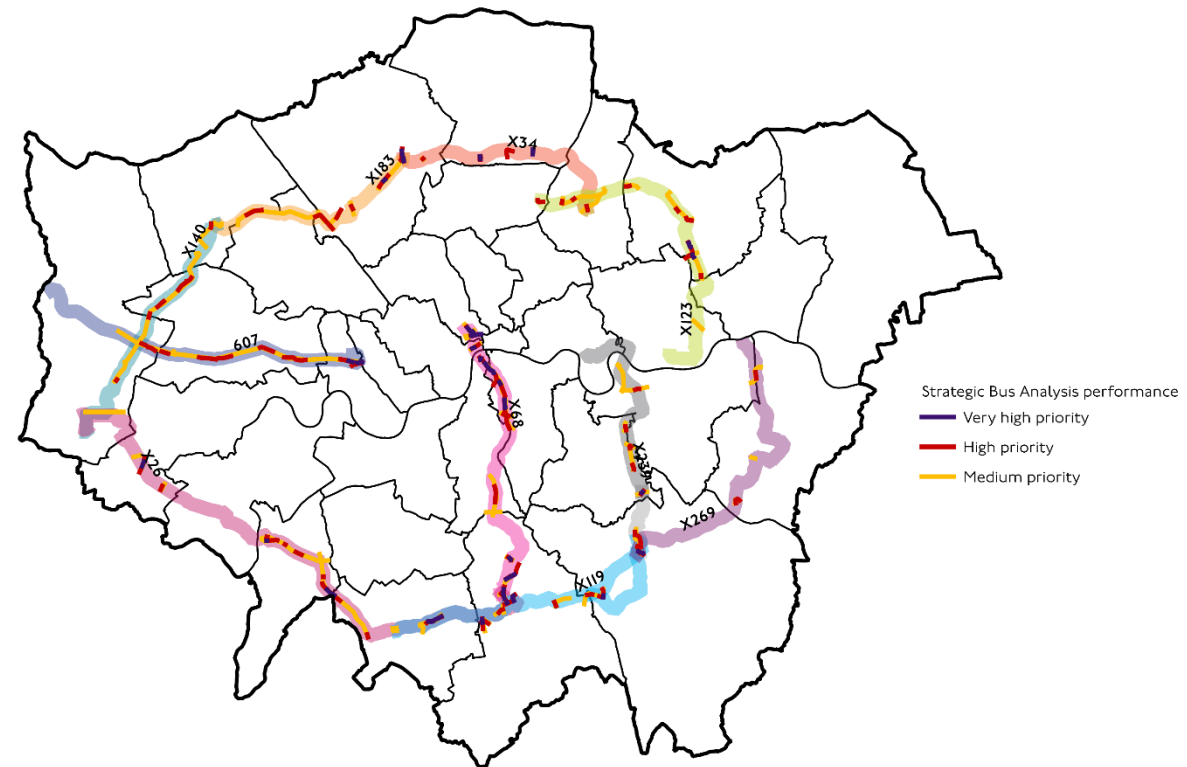 X34
X183
X140
607
X123
X68
X26
X269
X119
Strategic Bus Analysis performance
Very high priority
High priority
Medium priority